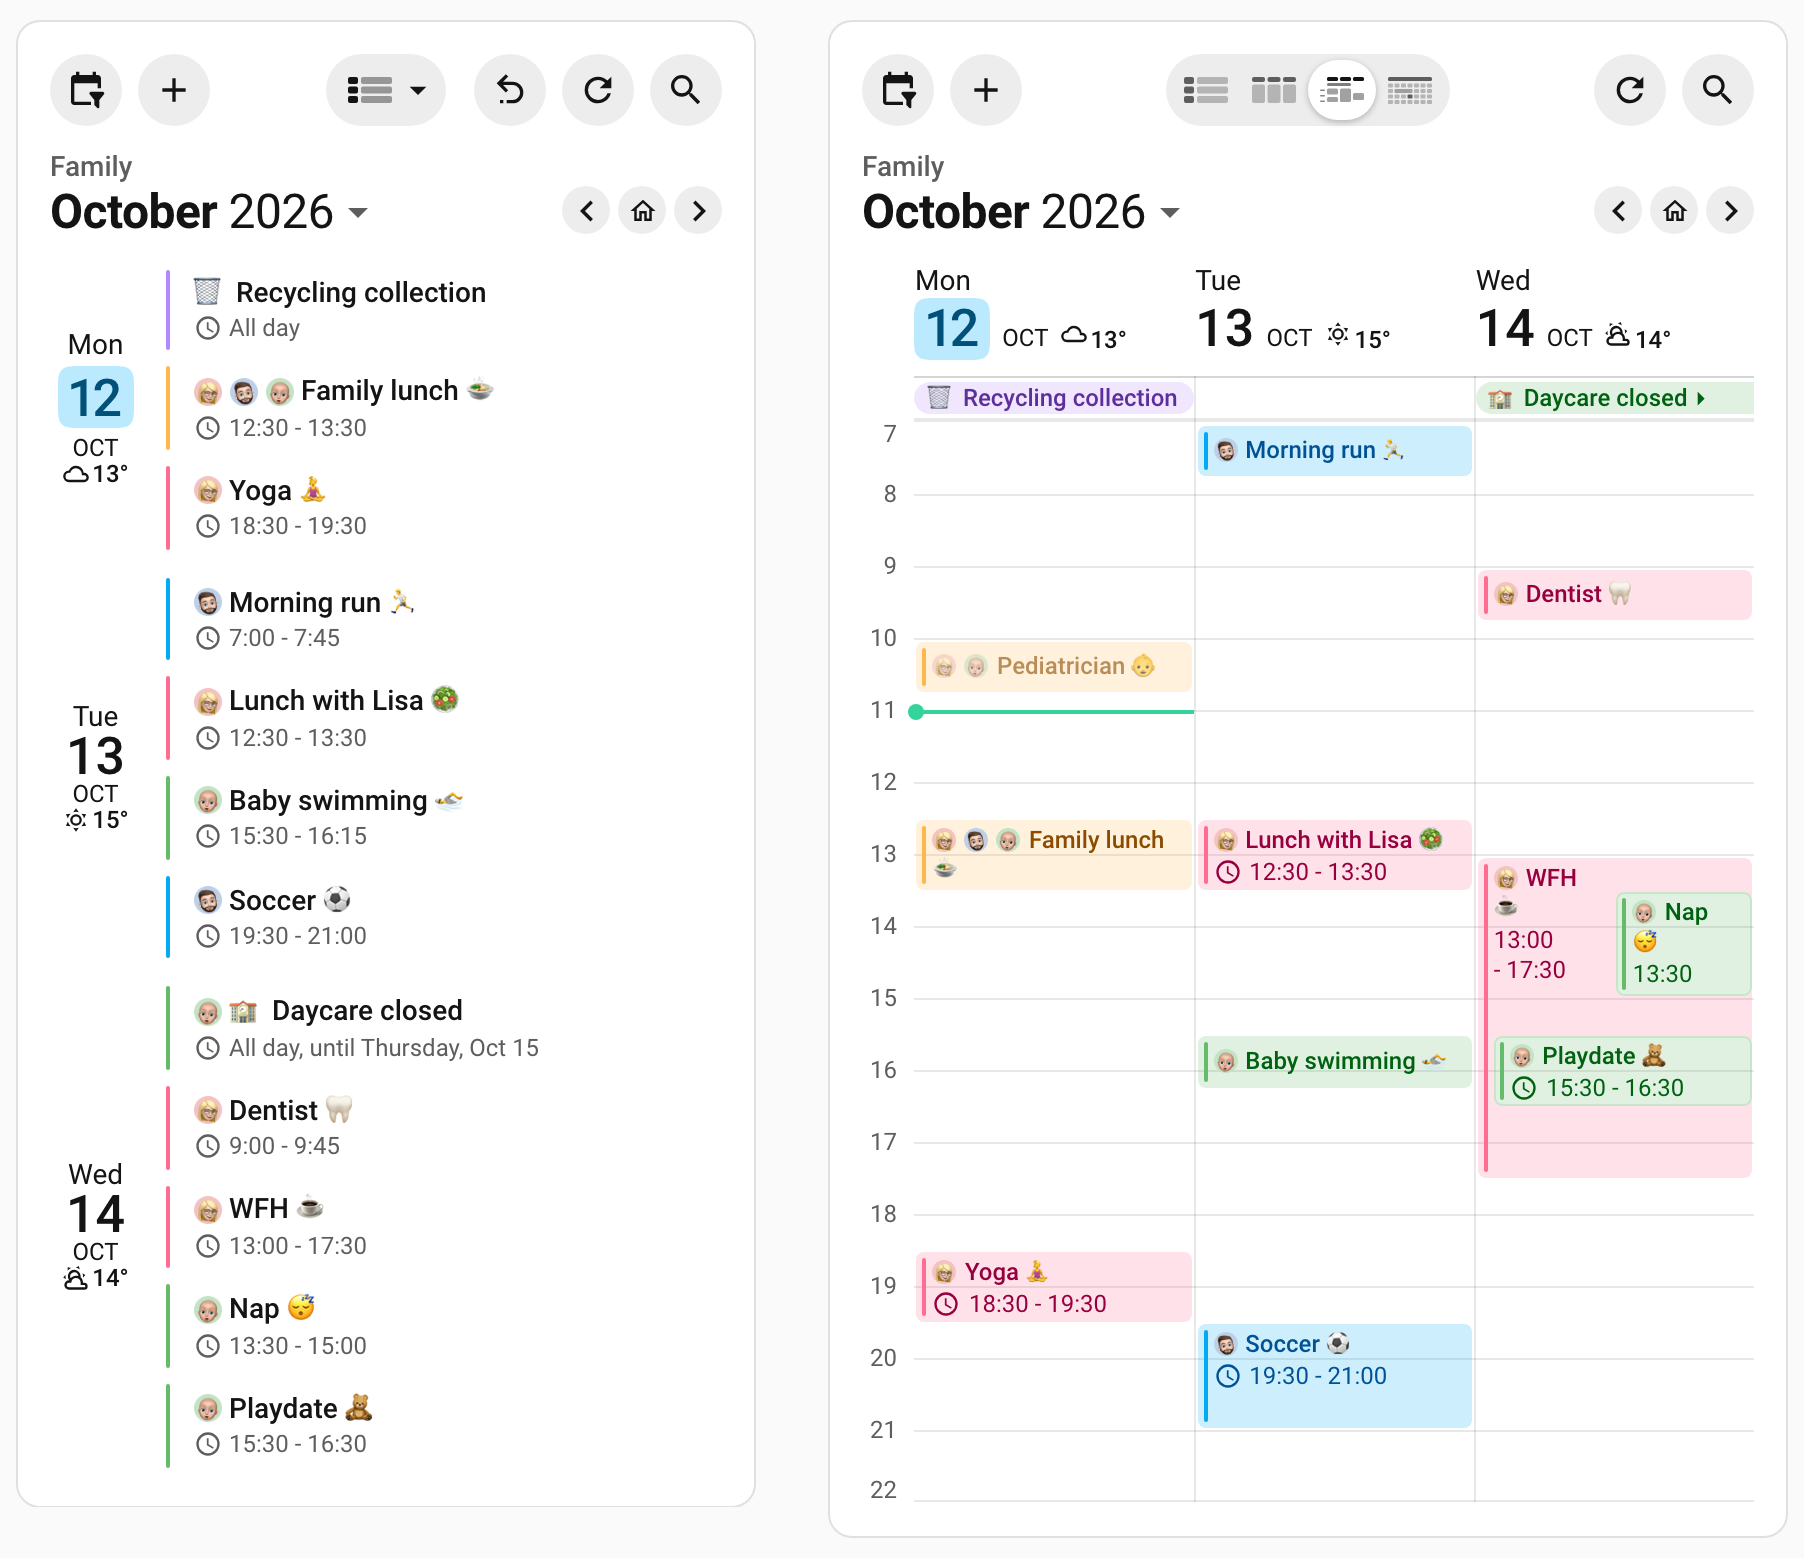 Family
October 2026
Mon
12
OCT
13°
Recycling collection
All day
Family lunch
12:30 - 13:30
Yoga
18:30 - 19:30
Tue
13
OCT
15°
Morning run
7:00 - 7:45
Lunch with Lisa
12:30 - 13:30
Baby swimming
15:30 - 16:15
Soccer
19:30 - 21:00
Wed
14
OCT
14°
Daycare closed
All day, until Thursday, Oct 15
Dentist
9:00 - 9:45
WFH
13:00 - 17:30
Nap
13:30 - 15:00
Playdate
15:30 - 16:30
Family
October 2026
Mon
12 OCT 13°
Tue
13 OCT 15°
Wed
14 OCT 14°
Recycling collection
Daycare closed
7
8
9
10
11
12
13
14
15
16
17
18
19
20
21
22
Pediatrician
Family lunch
Yoga
18:30 - 19:30
Morning run
Lunch with Lisa
12:30 - 13:30
Baby swimming
Soccer
19:30 - 21:00
Dentist
WFH
13:00
- 17:30
Nap
13:30
Playdate
15:30 - 16:30